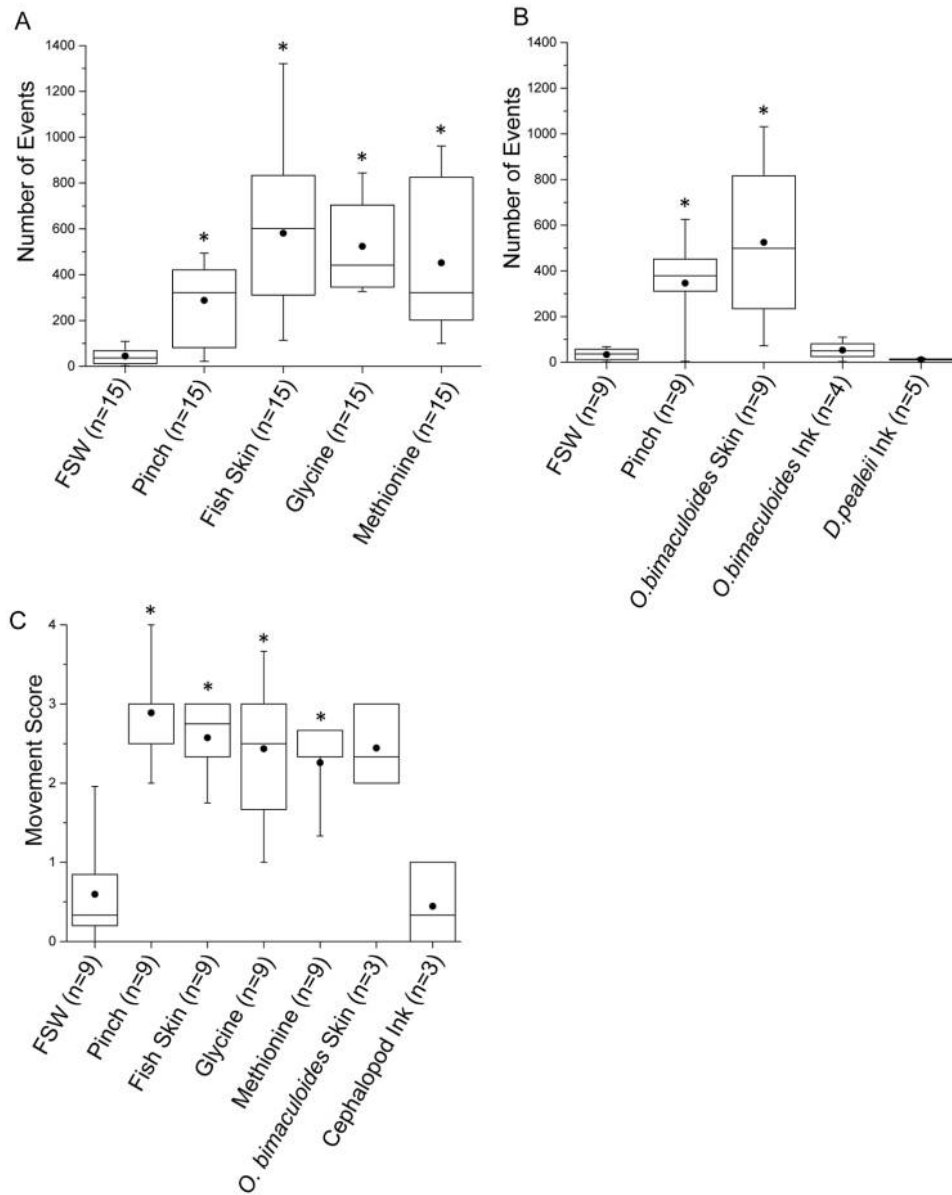 A
Number of Events
1400
1200
1000
800
600
400
200
0
*
*
*
*
FSW (n=15)
Pinch (n=15)
Fish Skin (n=15)
Glycine (n=15)
Methionine (n=15)
B
Number of Events
1400
1200
1000
800
600
400
200
0
*
*
FSW (n=9)
Pinch (n=9)
O.bimaculoides Skin (n=9)
O.bimaculoides Ink (n=4)
D.pealeii Ink (n=5)
C
Movement Score
4
3
2
1
0
*
*
*
*
FSW (n=9)
Pinch (n=9)
Fish Skin (n=9)
Glycine (n=9)
Methionine (n=9)
O. bimaculoides Skin (n=3)
Cephalopod Ink (n=3)